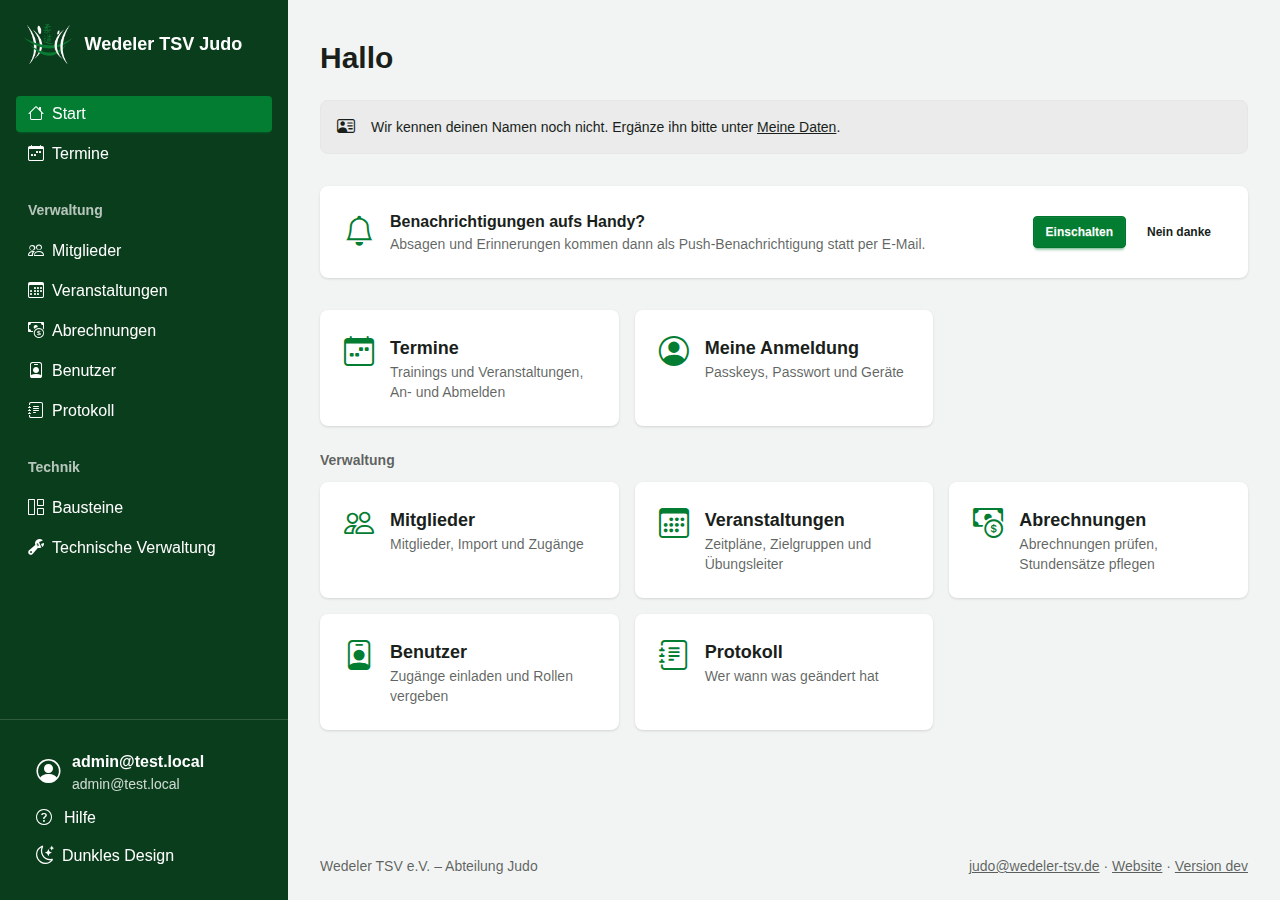 Wedeler TSV Judo
Start
Termine
Verwaltung
Mitglieder
Veranstaltungen
Abrechnungen
Benutzer
Protokoll
Technik
Bausteine
Technische Verwaltung
admin@test.local
admin@test.local
Hilfe
Dunkles Design
Hallo
Wir kennen deinen Namen noch nicht. Ergänze ihn bitte unter Meine Daten.
Benachrichtigungen aufs Handy?
Absagen und Erinnerungen kommen dann als Push-Benachrichtigung statt per E-Mail.
Einschalten
Nein danke
Termine
Trainings und Veranstaltungen,
An- und Abmelden
Meine Anmeldung
Passkeys, Passwort und Geräte
Verwaltung
Mitglieder
Mitglieder, Import und Zugänge
Veranstaltungen
Zeitpläne, Zielgruppen und
Übungsleiter
Abrechnungen
Abrechnungen prüfen,
Stundensätze pflegen
Benutzer
Zugänge einladen und Rollen
vergeben
Protokoll
Wer wann was geändert hat
Wedeler TSV e.V. – Abteilung Judo
judo@wedeler-tsv.de · Website · Version dev